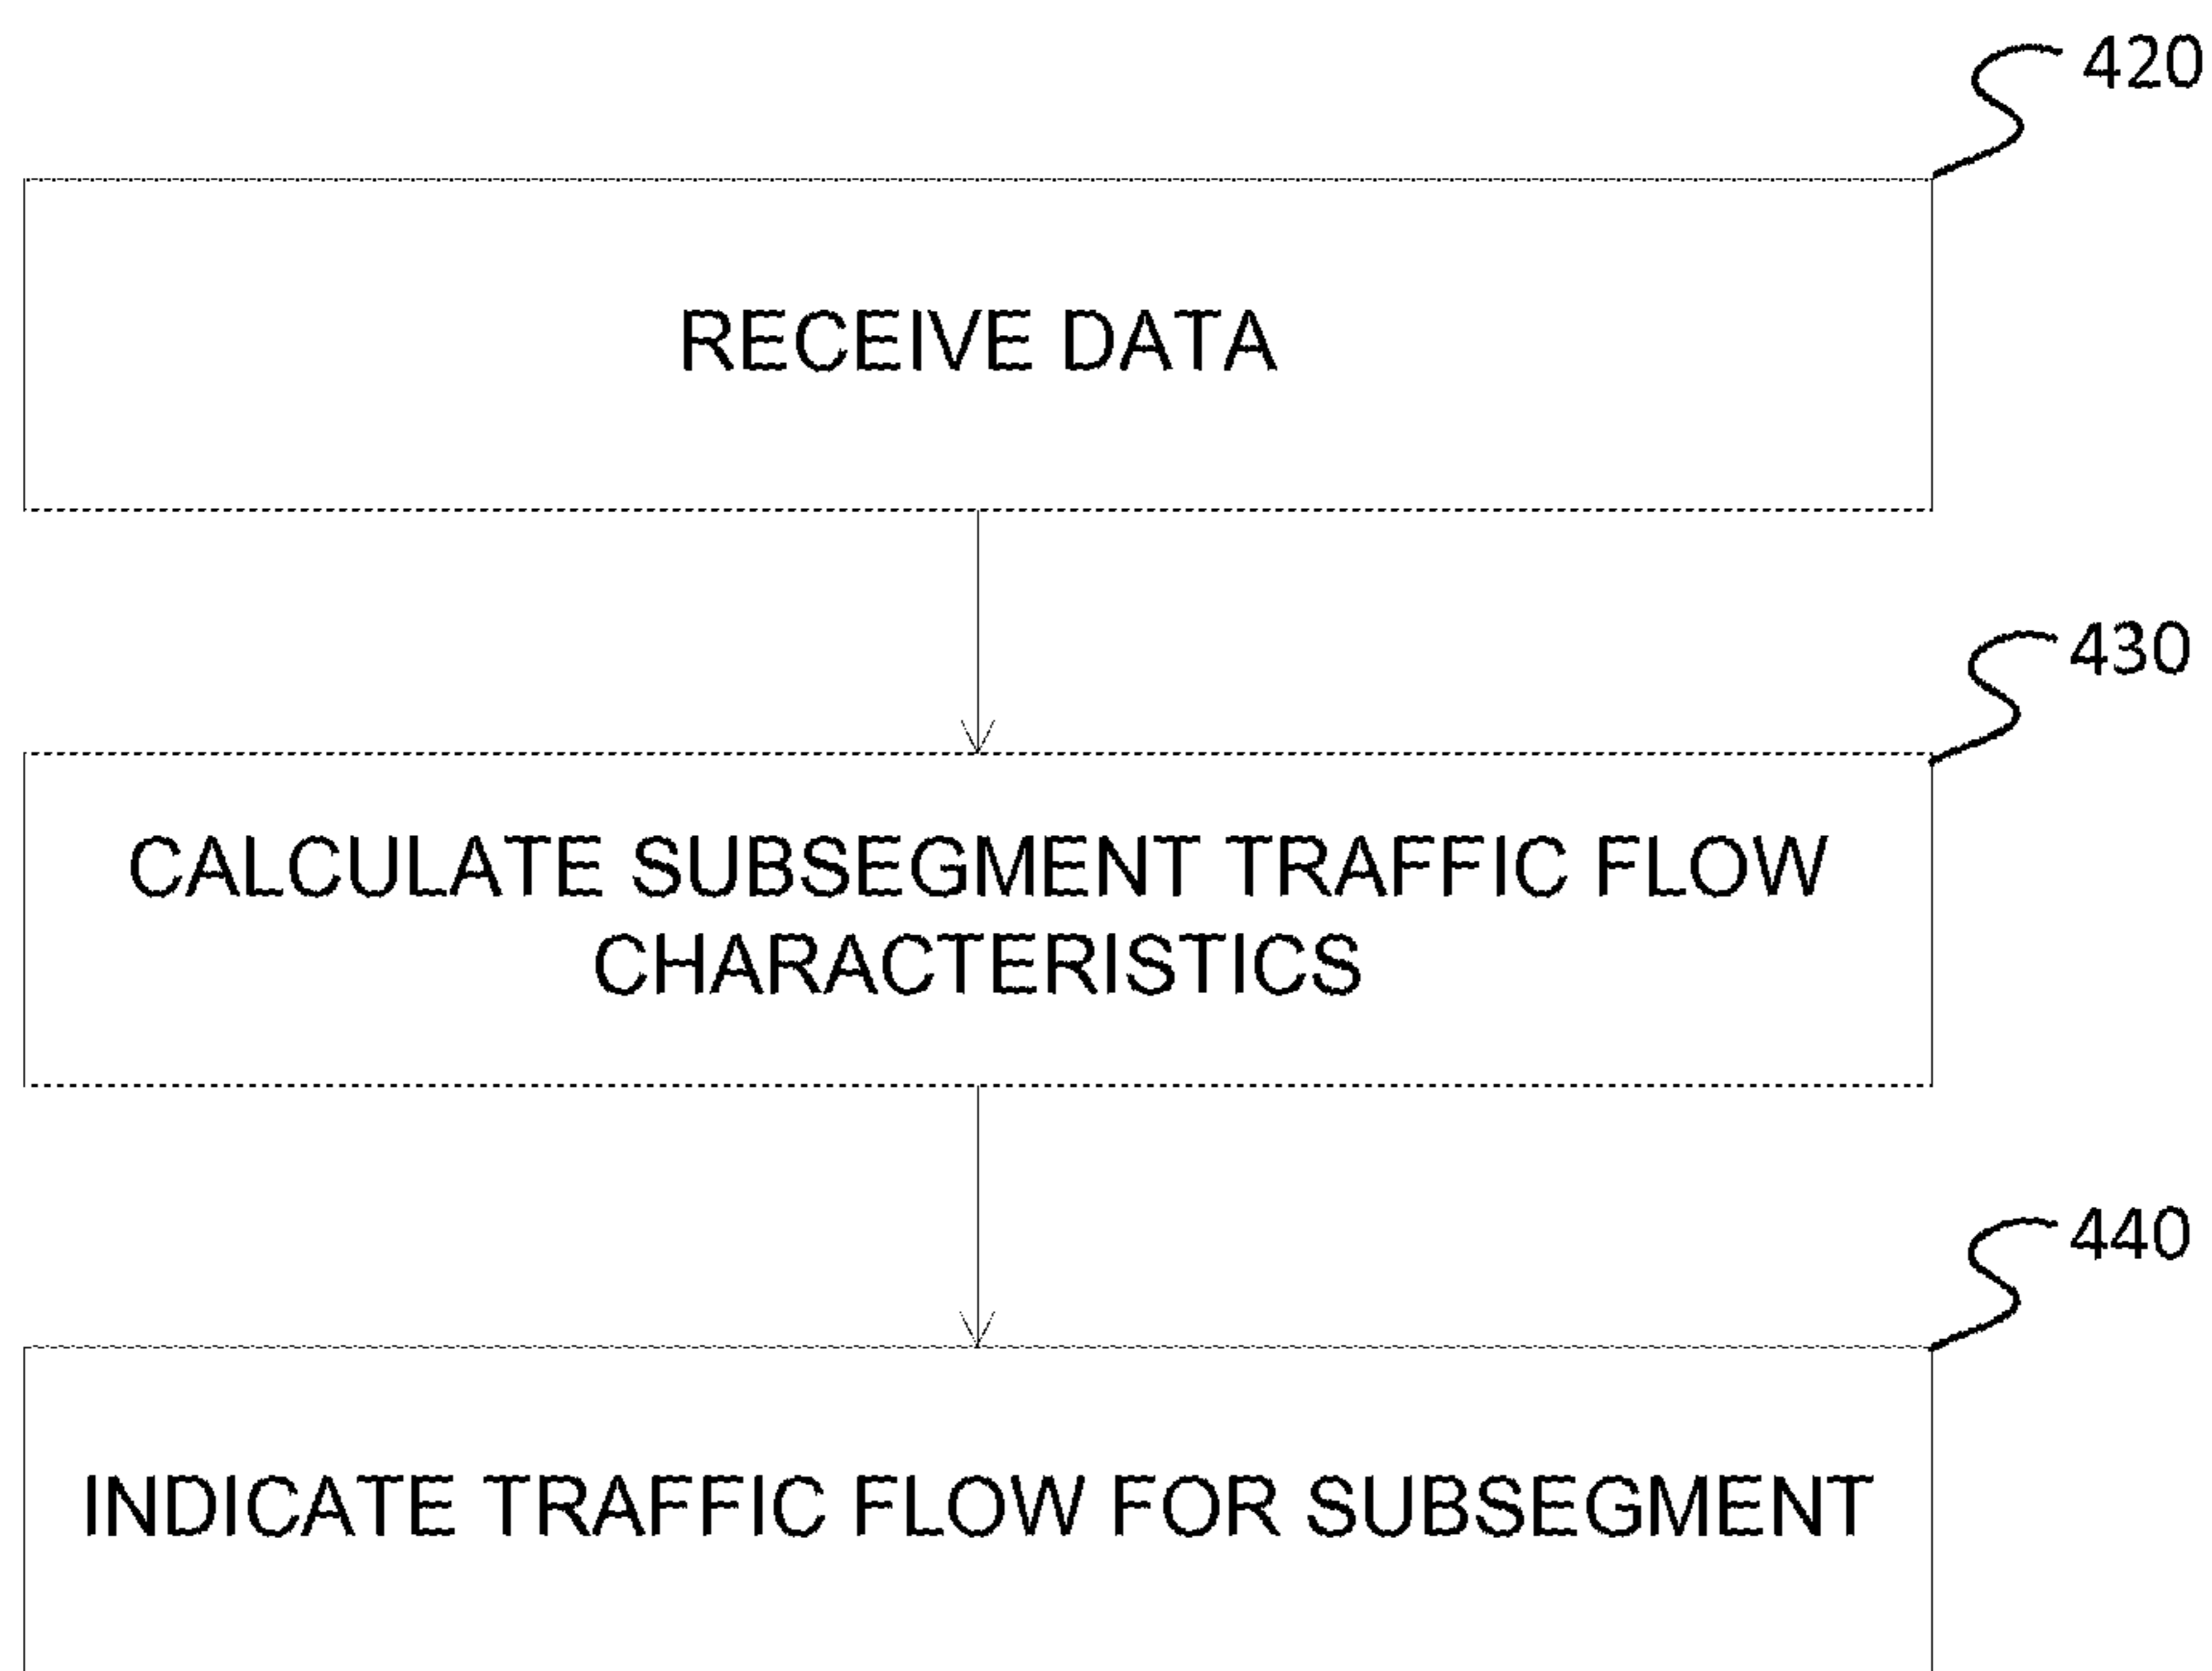 420
RECEIVE DATA
430
CALCULATE SUBSEGMENT TRAFFIC FLOW
CHARACTERISTICS
440
INDICATE TRAFFIC FLOW FOR SUBSEGMENT